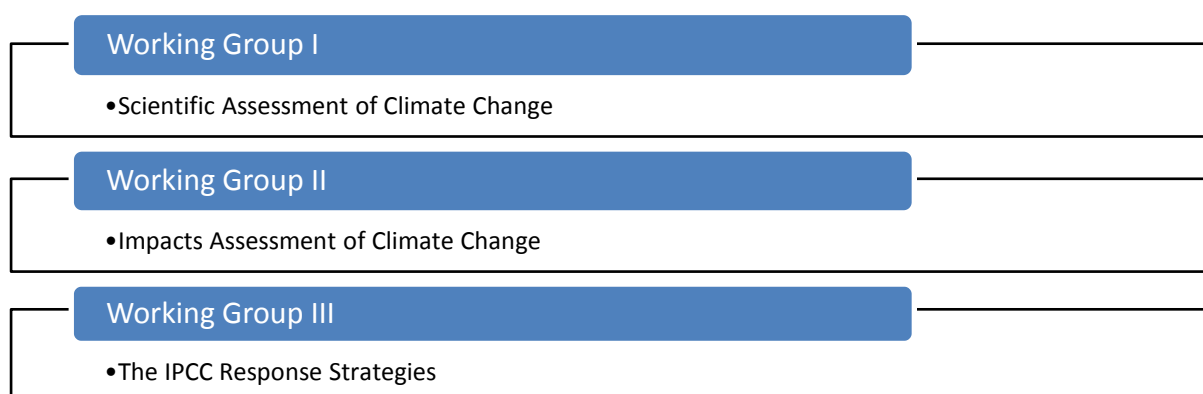 Working Group I
•Scientific Assessment of Climate Change
Working Group II
•Impacts Assessment of Climate Change
Working Group III
•The IPCC Response Strategies